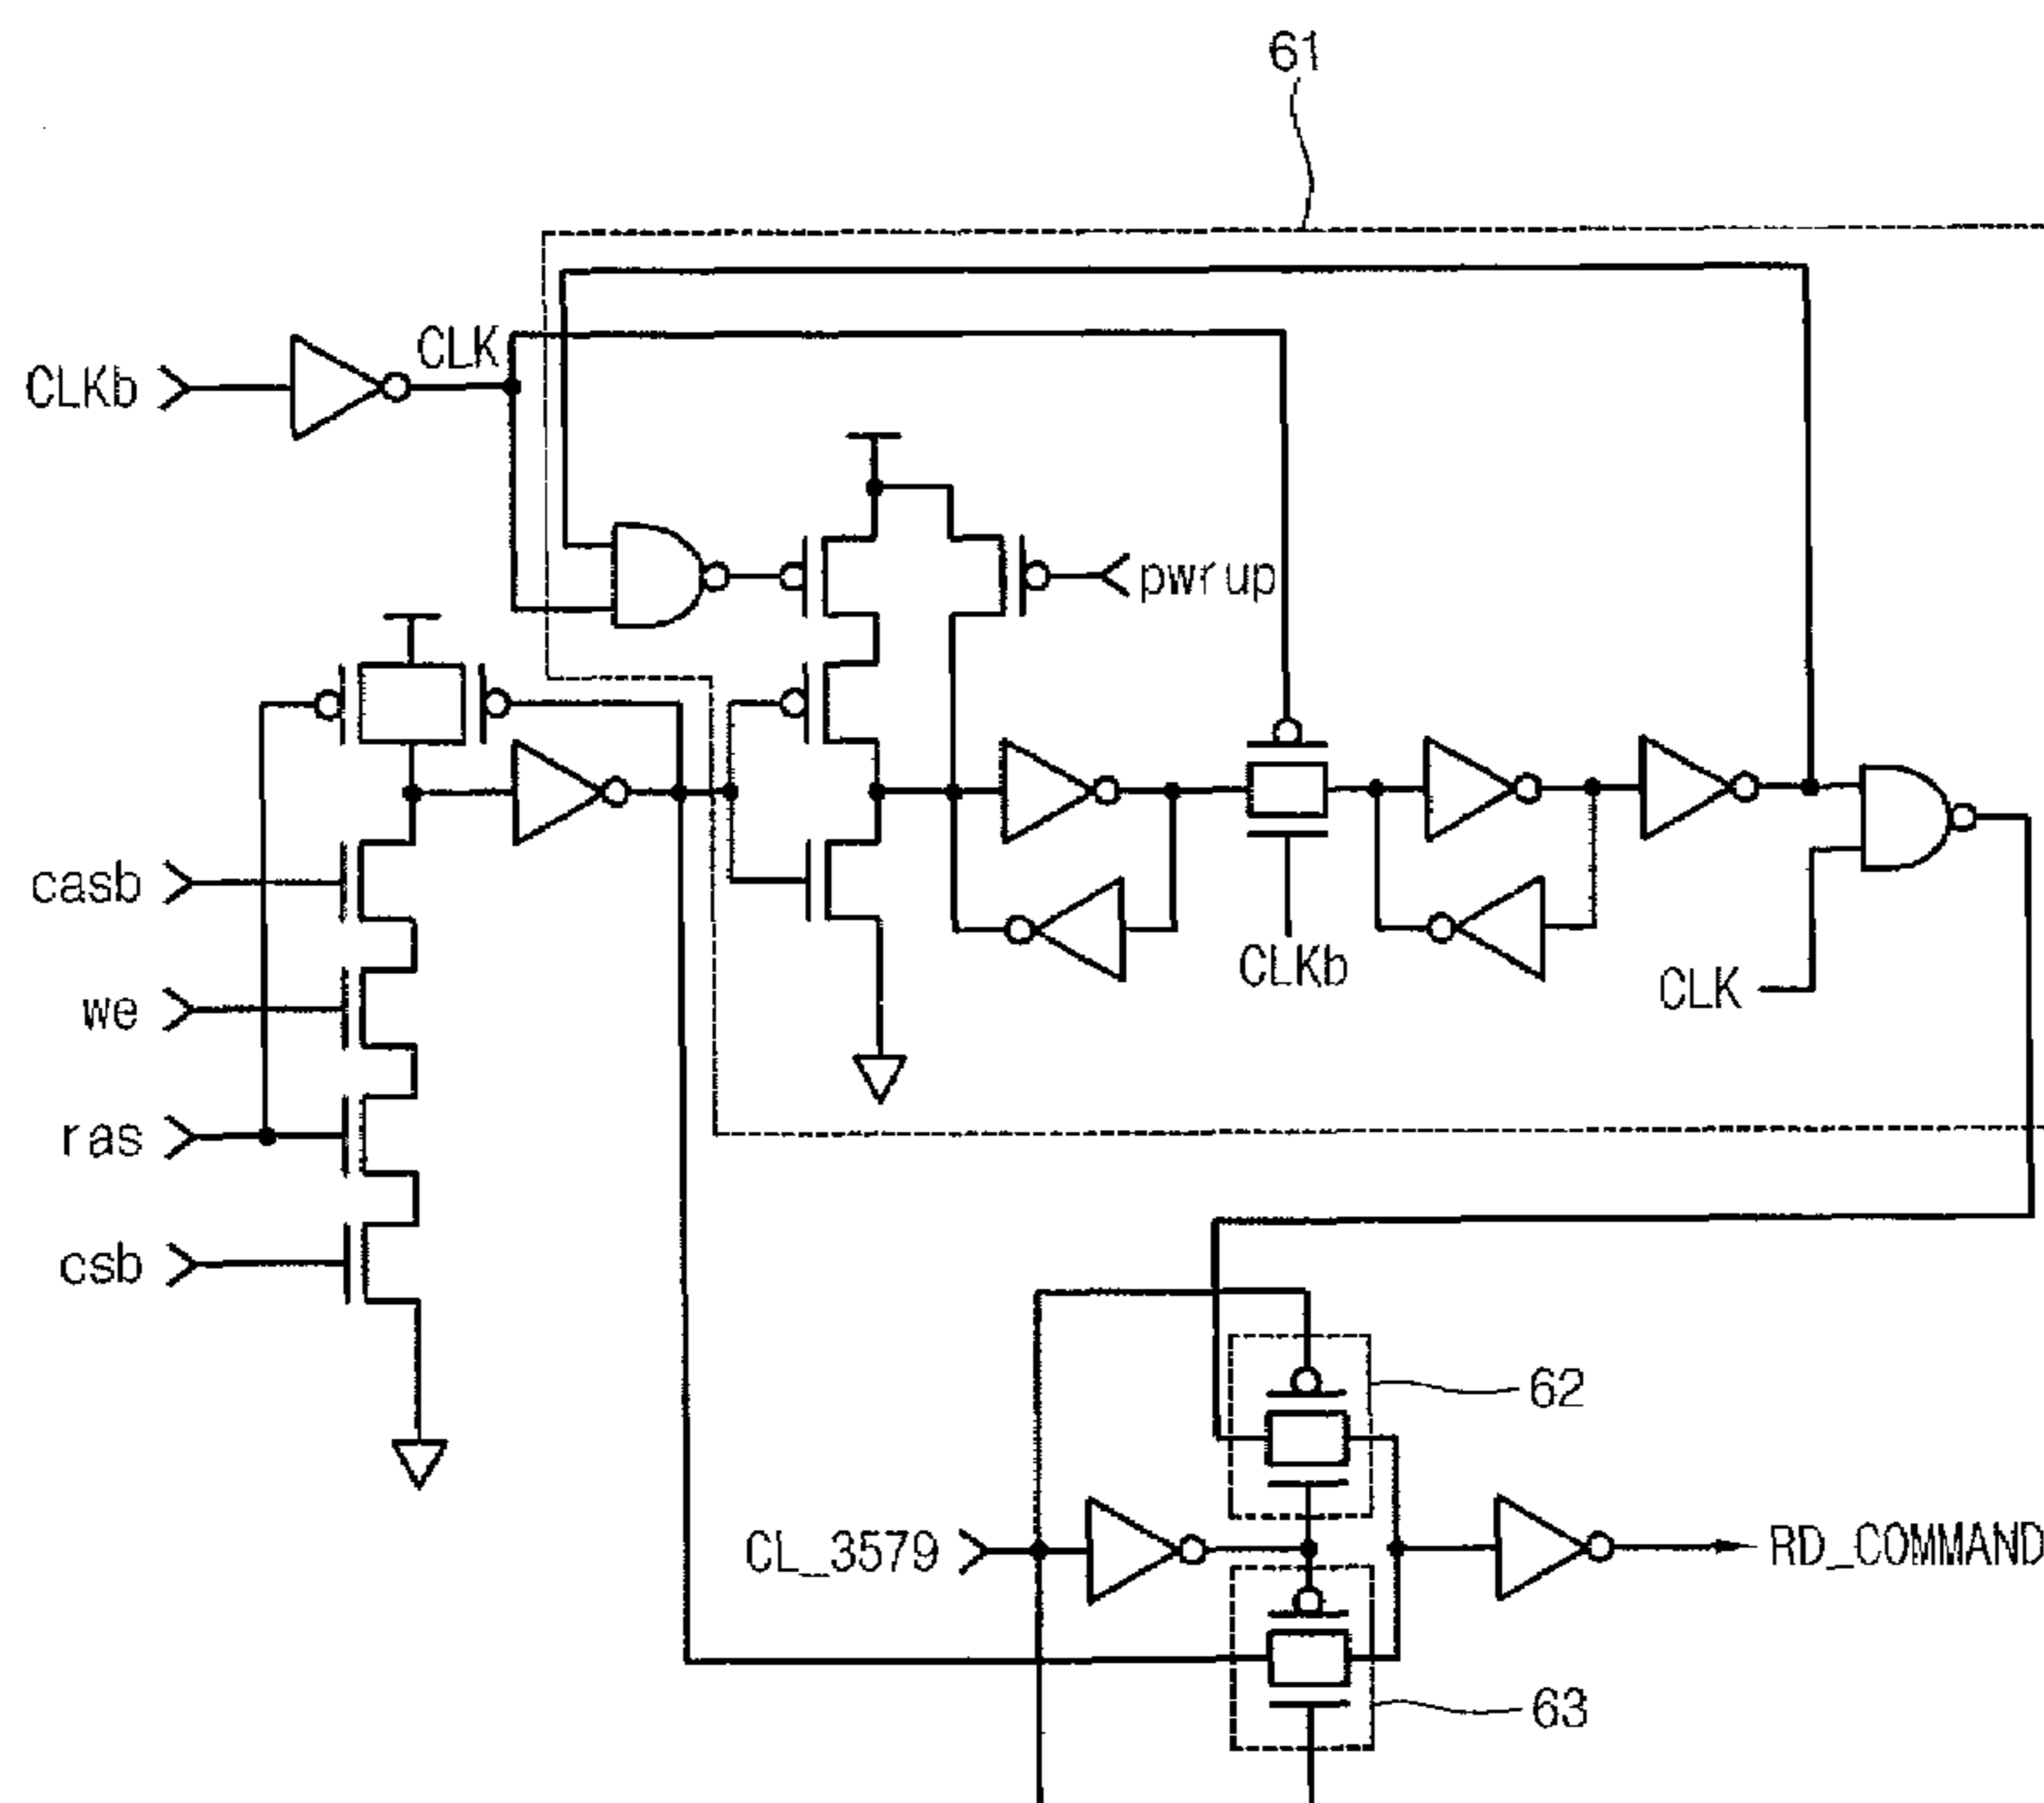 61
CLK
CLKb
pwrup
casb
CLKb
we
CLK
ras
csb
62
CL_3579
RD_COMMAND
63